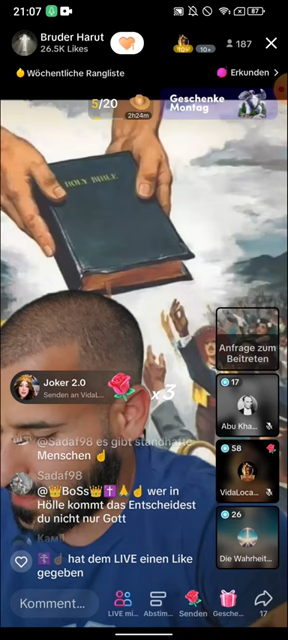 21:07
87
Bruder Harut
26.5K Likes
10+
187
Wöchentliche Rangliste
Erkunden >
5/20
2h24m
Geschenke
Montag
HOLY BIBLE
Anfrage zum
Beitreten
Joker 2.0
Senden an VidaL...
x3
17
Abu Kha...
58
VidaLoca...
26
Die Wahrheit...
@Sadaf98 es gibt standhafte
Menschen ☝
Sadaf98
@👑BoSs👑✝️🙏☝ wer in
Hölle kommt das Entscheidest
du nicht nur Gott
Kamil
hat dem LIVE einen Like
gegeben
Komment...
LIVE mi...
Abstim...
Senden
Gesche...
17